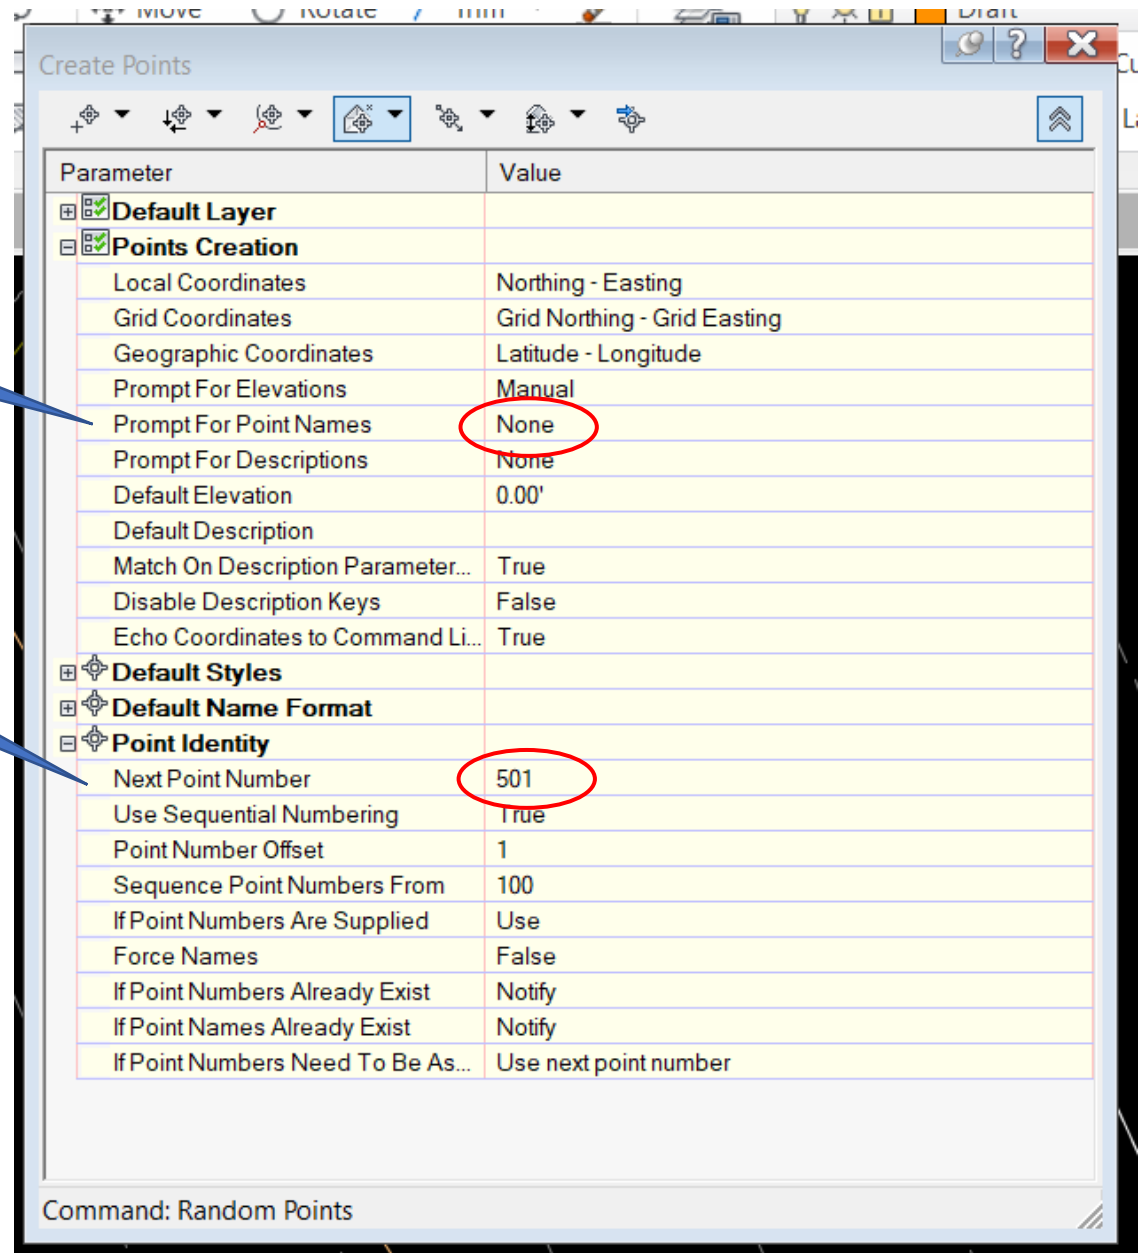 Move Rotate mm Draft
Create Points
Parameter Value
Default Layer
Points Creation
Local Coordinates Northing - Easting
Grid Coordinates Grid Northing - Grid Easting
Geographic Coordinates Latitude - Longitude
Prompt For Elevations Manual
Prompt For Point Names None
Prompt For Descriptions None
Default Elevation 0.00'
Default Description
Match On Description Parameter... True
Disable Description Keys False
Echo Coordinates to Command Li... True
Default Styles
Default Name Format
Point Identity
Next Point Number 501
Use Sequential Numbering True
Point Number Offset 1
Sequence Point Numbers From 100
If Point Numbers Are Supplied Use
Force Names False
If Point Numbers Already Exist Notify
If Point Names Already Exist Notify
If Point Numbers Need To Be As... Use next point number
Command: Random Points